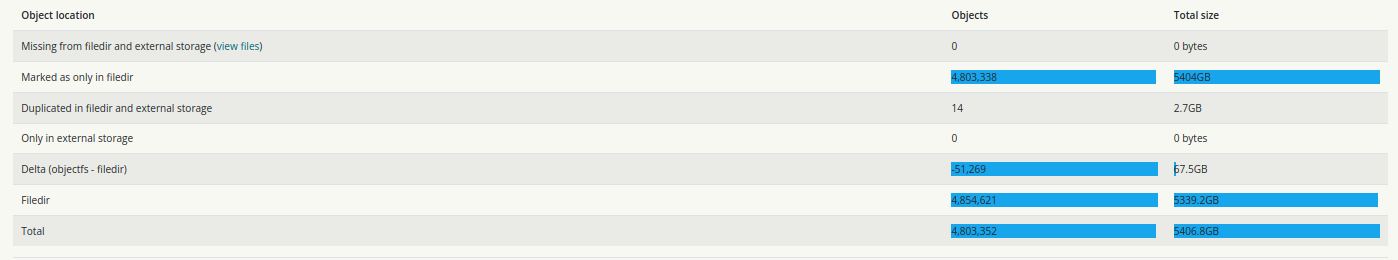 Object location Objects Total size
Missing from filedir and external storage (view files) 0 0 bytes
Marked as only in filedir 4,803,338 5404GB
Duplicated in filedir and external storage 14 2.7GB
Only in external storage 0 0 bytes
Delta (objectfs - filedir) -51,269 67.5GB
Filedir 4,854,621 5339.2GB
Total 4,803,352 5406.8GB